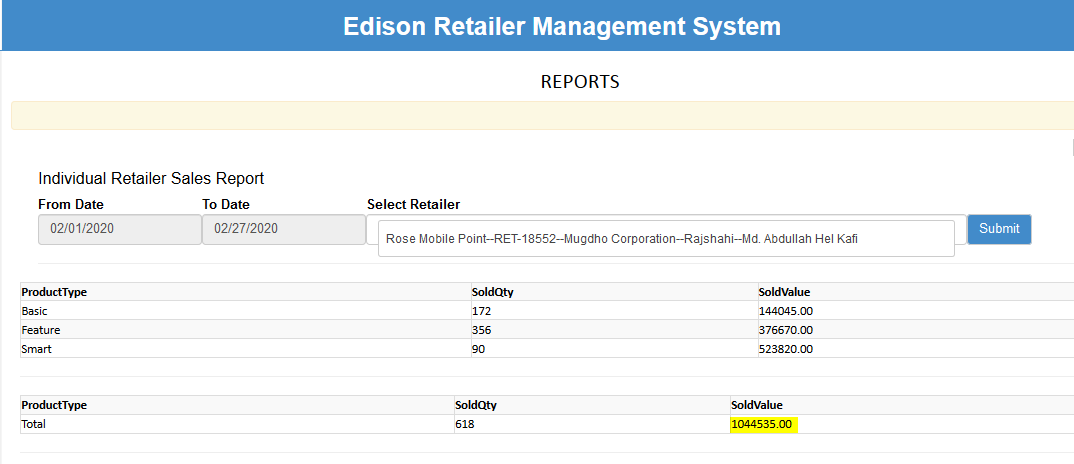 Edison Retailer Management System
REPORTS
Individual Retailer Sales Report
From Date To Date Select Retailer
02/01/2020 02/27/2020 Rose Mobile Point--RET-18552--Mugdho Corporation--Rajshahi--Md. Abdullah Hel Kafi Submit
ProductType SoldQty SoldValue
Basic 172 144045.00
Feature 356 376670.00
Smart 90 523820.00
ProductType SoldQty SoldValue
Total 618 1044535.00